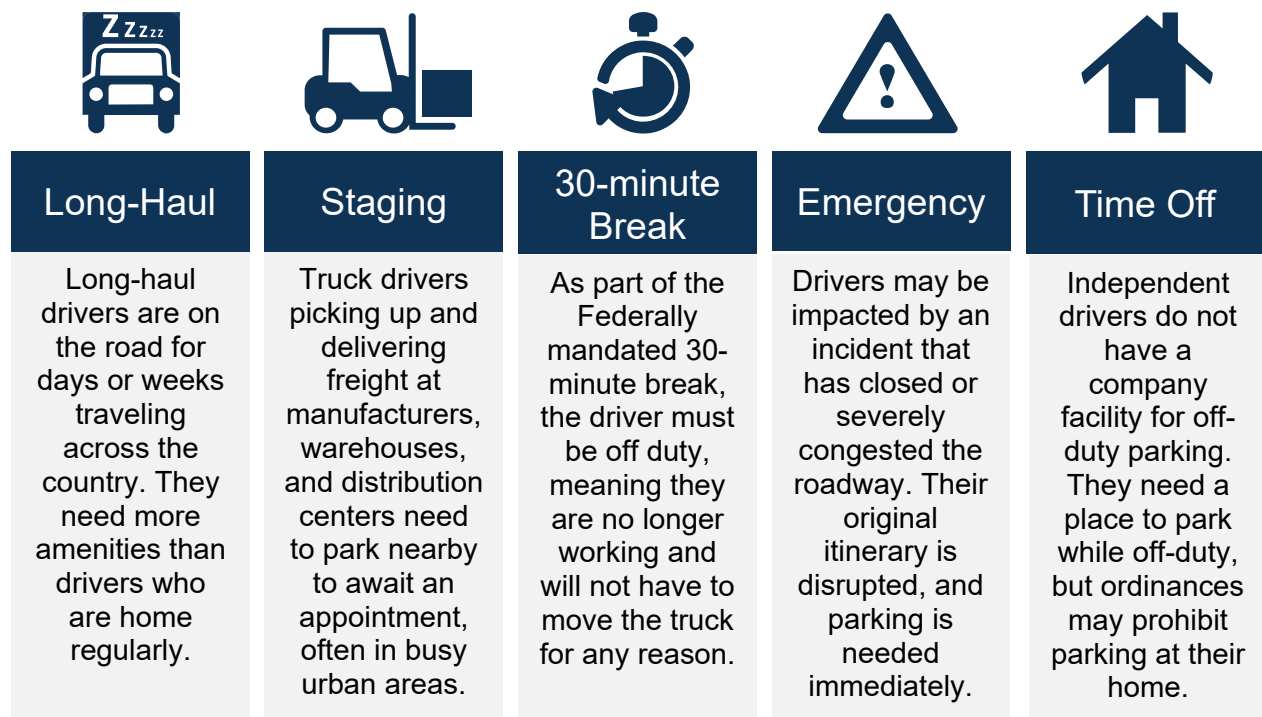 Z Z Z z z
Long-Haul
Long-haul
drivers are on
the road for
days or weeks
traveling
across the
country. They
need more
amenities than
drivers who
are home
regularly.
Staging
Truck drivers
picking up and
delivering
freight at
manufacturers,
warehouses,
and distribution
centers need
to park nearby
to await an
appointment,
often in busy
urban areas.
30-minute
Break
As part of the
Federally
mandated 30-
minute break,
the driver must
be off duty,
meaning they
are no longer
working and
will not have to
move the truck
for any reason.
!
Emergency
Drivers may be
impacted by an
incident that
has closed or
severely
congested the
roadway. Their
original
itinerary is
disrupted, and
parking is
needed
immediately.
Time Off
Independent
drivers do not
have a
company
facility for off-
duty parking.
They need a
place to park
while off-duty,
but ordinances
may prohibit
parking at their
home.